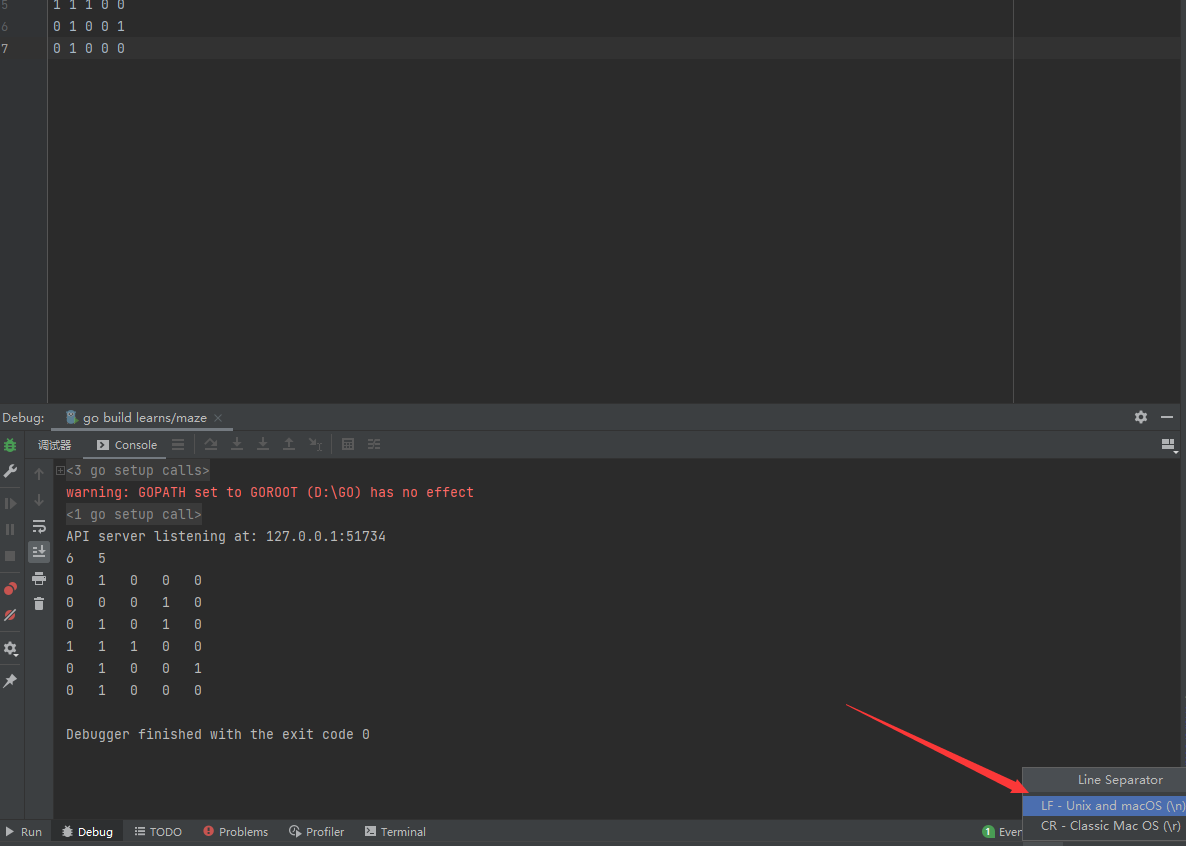 5 1 1 1 0 0
6 0 1 0 0 1
7 0 1 0 0 0
Debug: go build learns/maze
调试器 Console
<3 go setup calls>
warning: GOPATH set to GOROOT (D:\GO) has no effect
<1 go setup call>
API server listening at: 127.0.0.1:51734
6 5
0 1 0 0 0
0 0 0 1 0
0 1 0 1 0
1 1 1 0 0
0 1 0 0 1
0 1 0 0 0
Debugger finished with the exit code 0
Line Separator
LF - Unix and macOS (\n)
CR - Classic Mac OS (\r)
Run Debug TODO Problems Profiler Terminal 1 Even